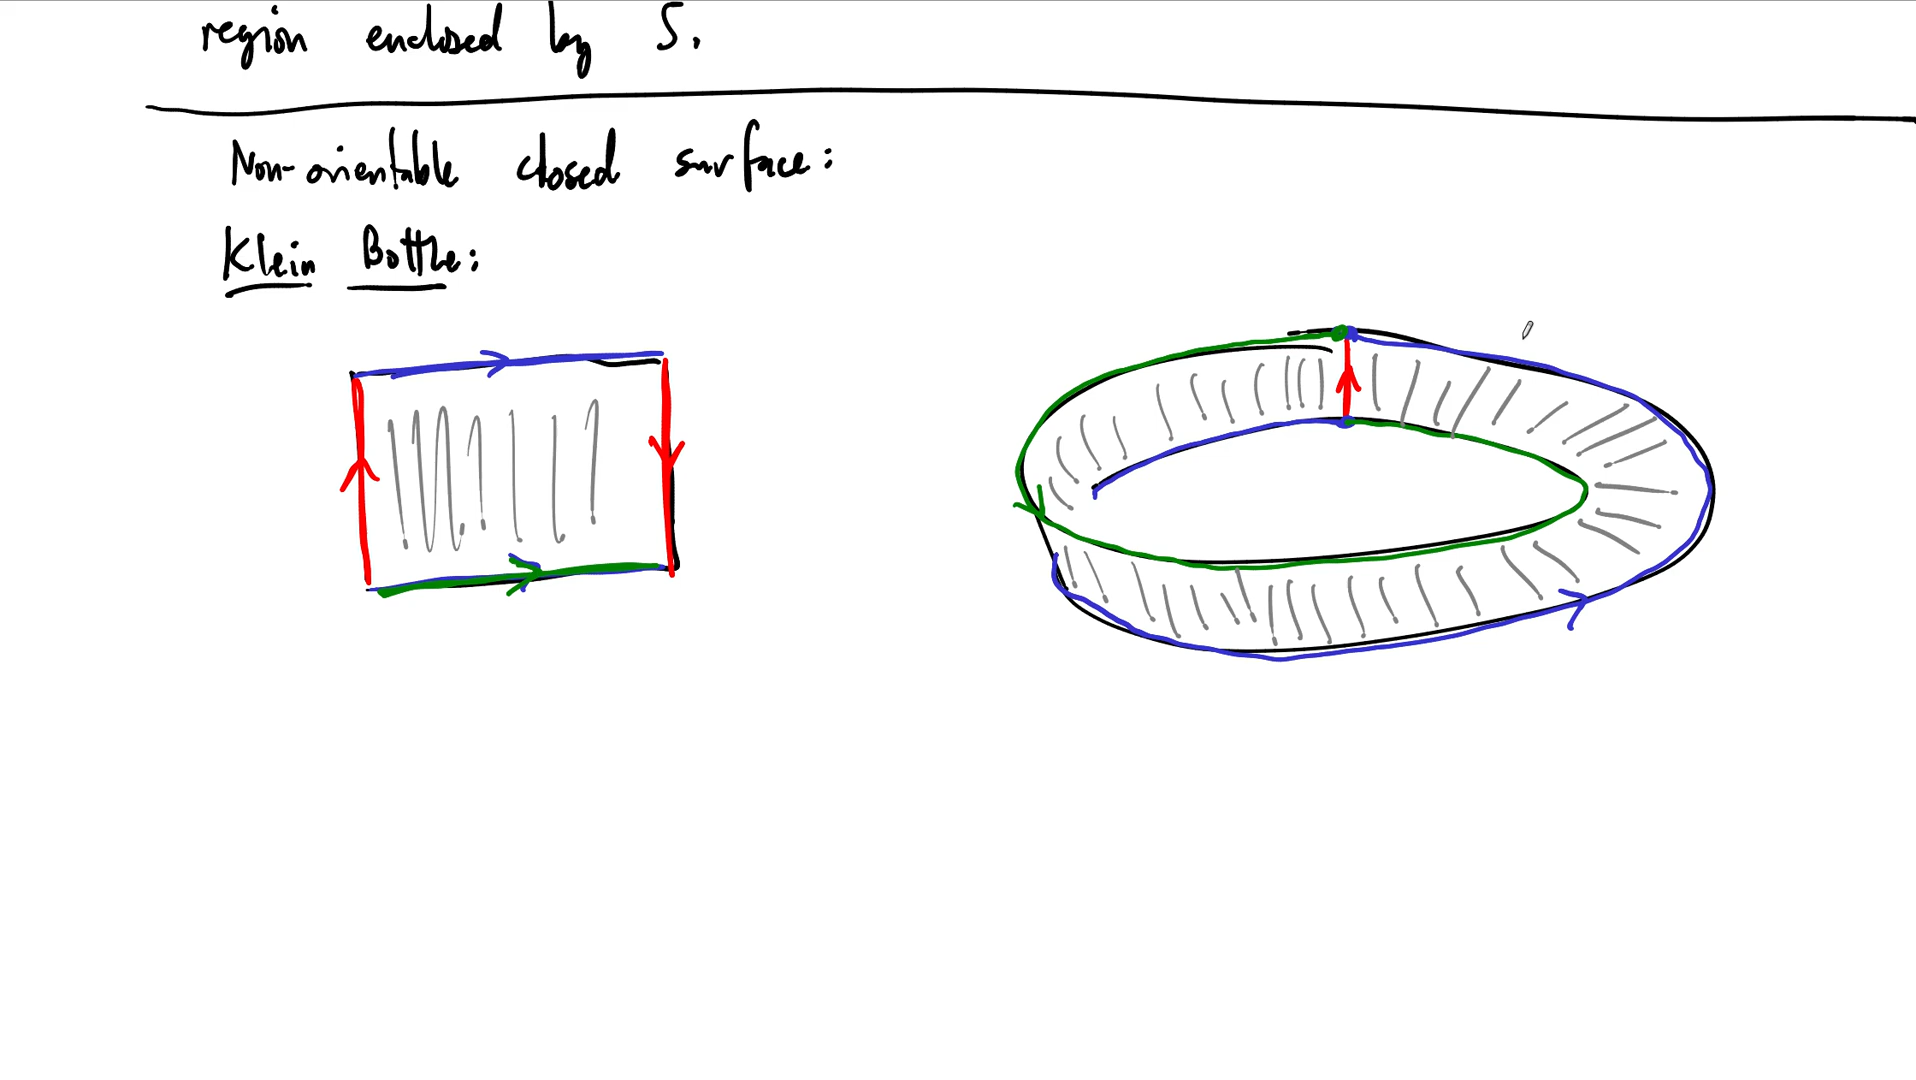 region enclosed by S.
Non-orientable closed surface:
Klein Bottle: